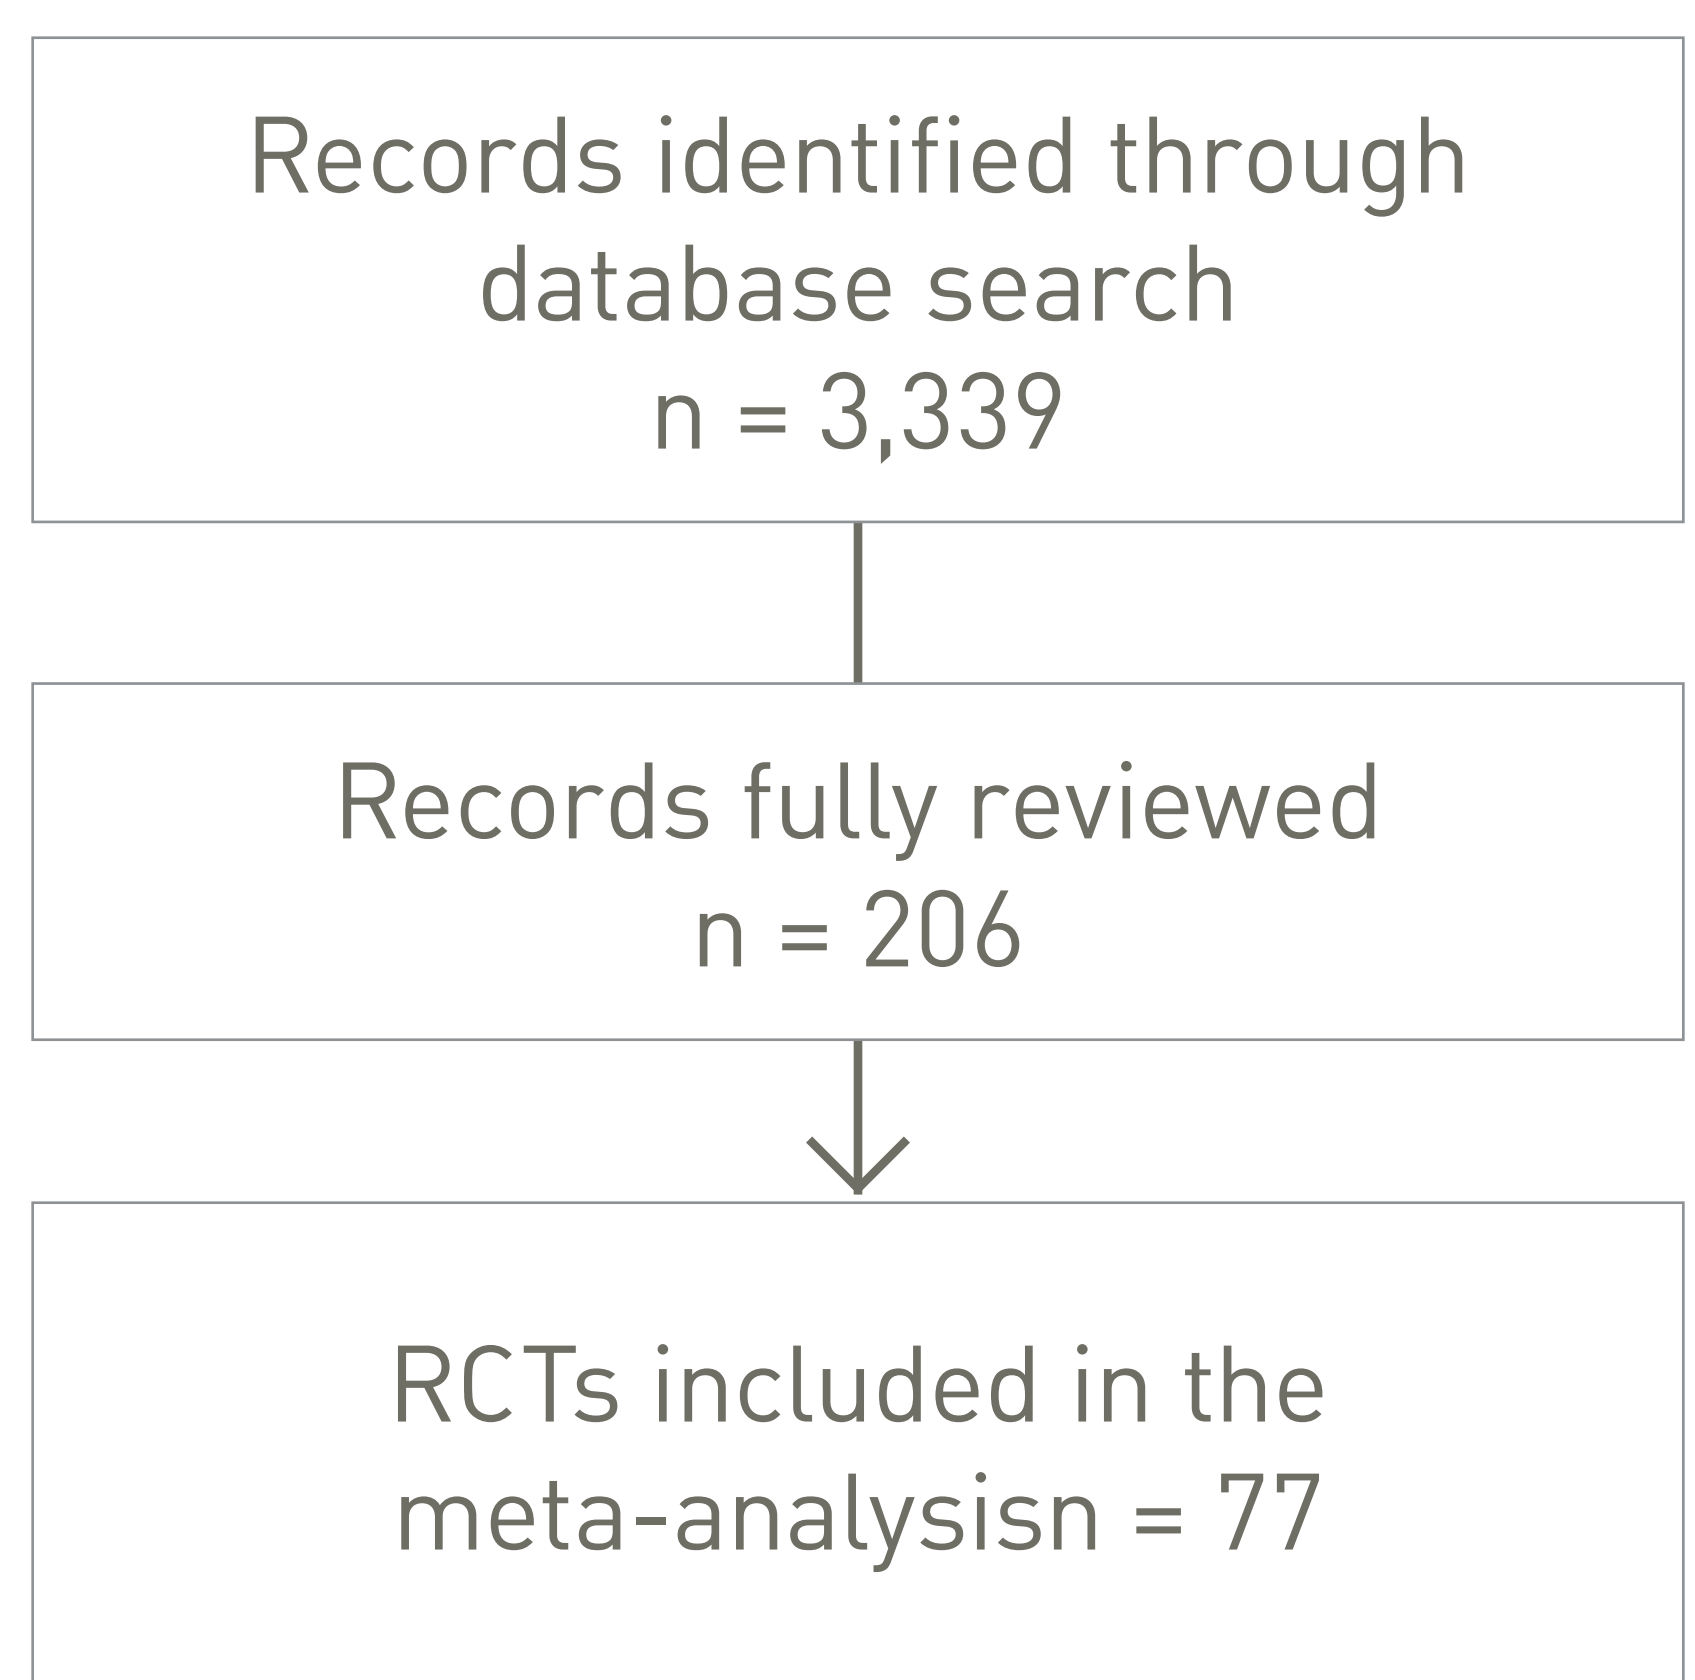 Records identified through
database search
n = 3,339
Records fully reviewed
n = 206
RCTs included in the
meta-analysisn = 77